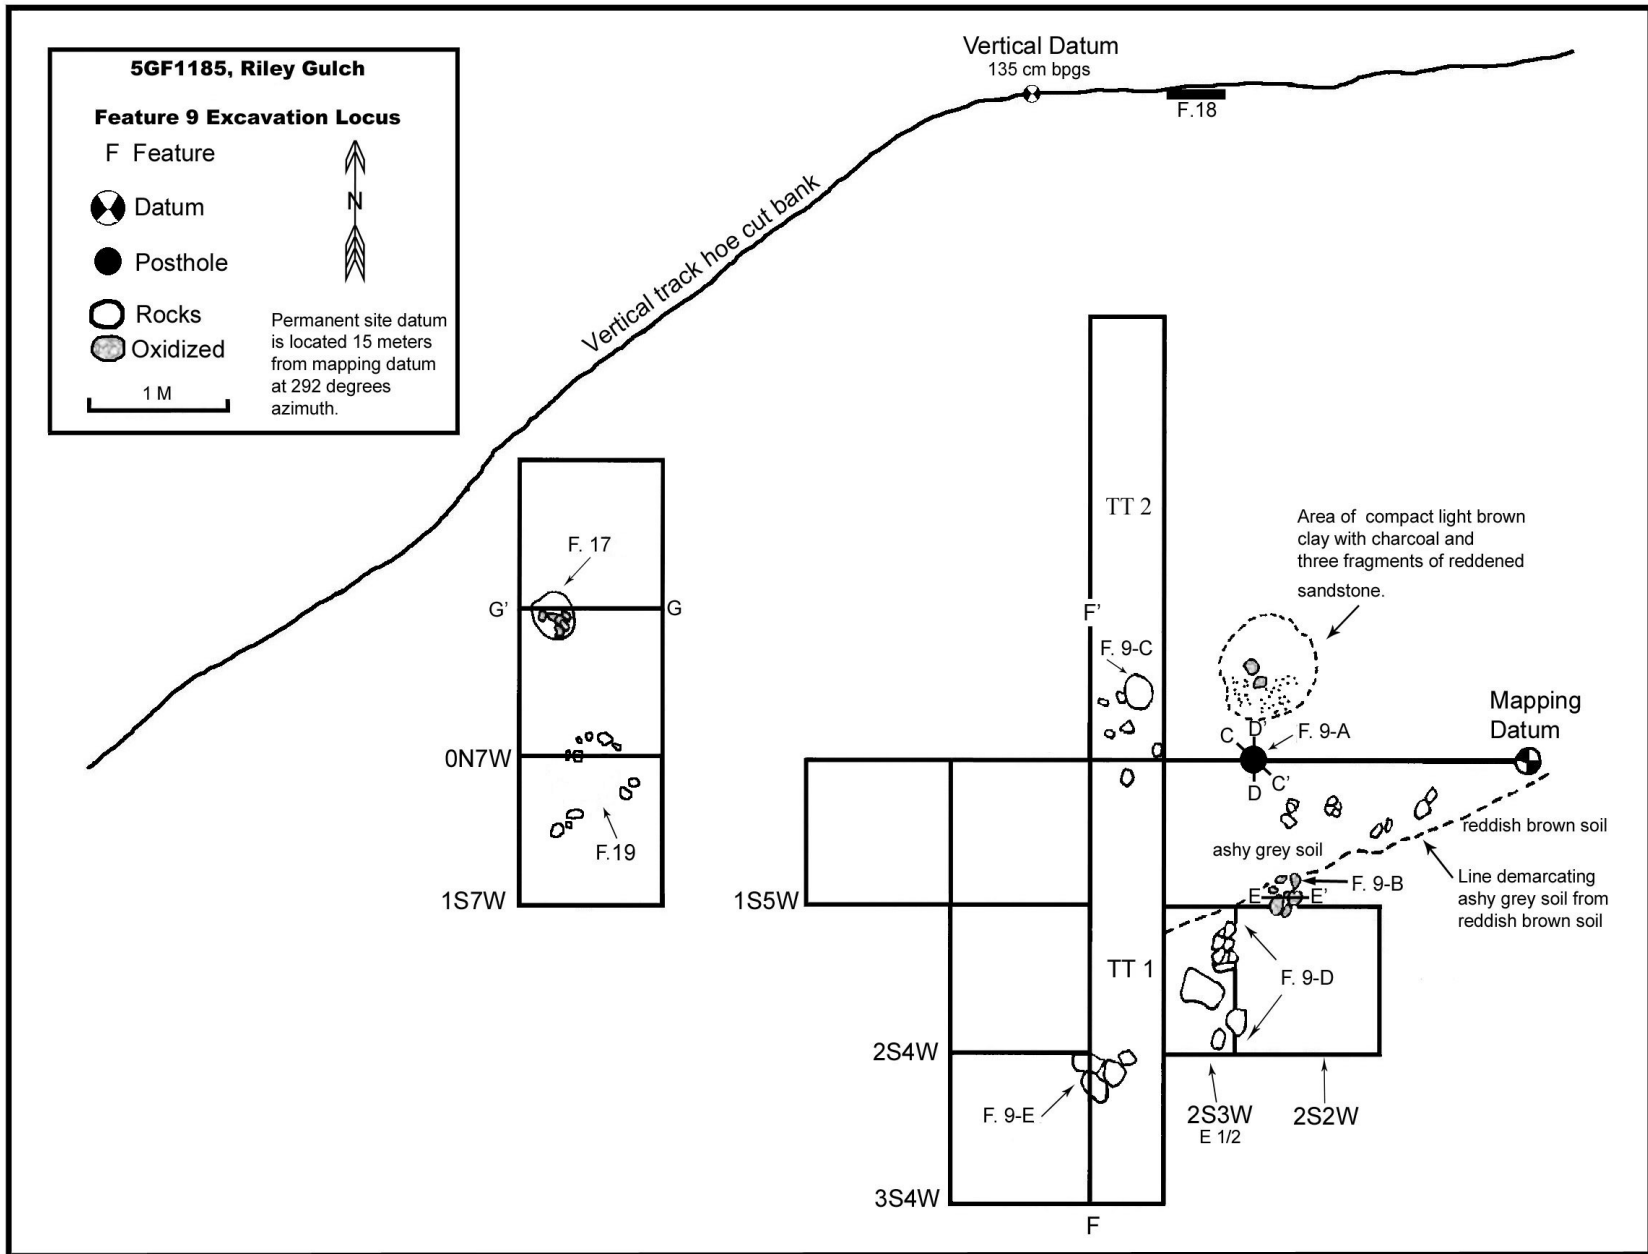 5GF1185, Riley Gulch
Feature 9 Excavation Locus
F Feature
Datum
Posthole
Rocks
Oxidized
1 M
N
Permanent site datum
is located 15 meters
from mapping datum
at 292 degrees
azimuth.
Vertical Datum
135 cm bpgs
F.18
Vertical track hoe cut bank
TT 2
Area of compact light brown
clay with charcoal and
three fragments of reddened
sandstone.
F. 17
G'
G
F'
F. 9-C
Mapping
Datum
C
D'
F. 9-A
C'
D
0N7W
F.19
1S7W
1S5W
reddish brown soil
ashy grey soil
E
E'
F. 9-B
Line demarcating
ashy grey soil from
reddish brown soil
TT 1
F. 9-D
2S4W
F. 9-E
2S3W
E 1/2
2S2W
3S4W
F